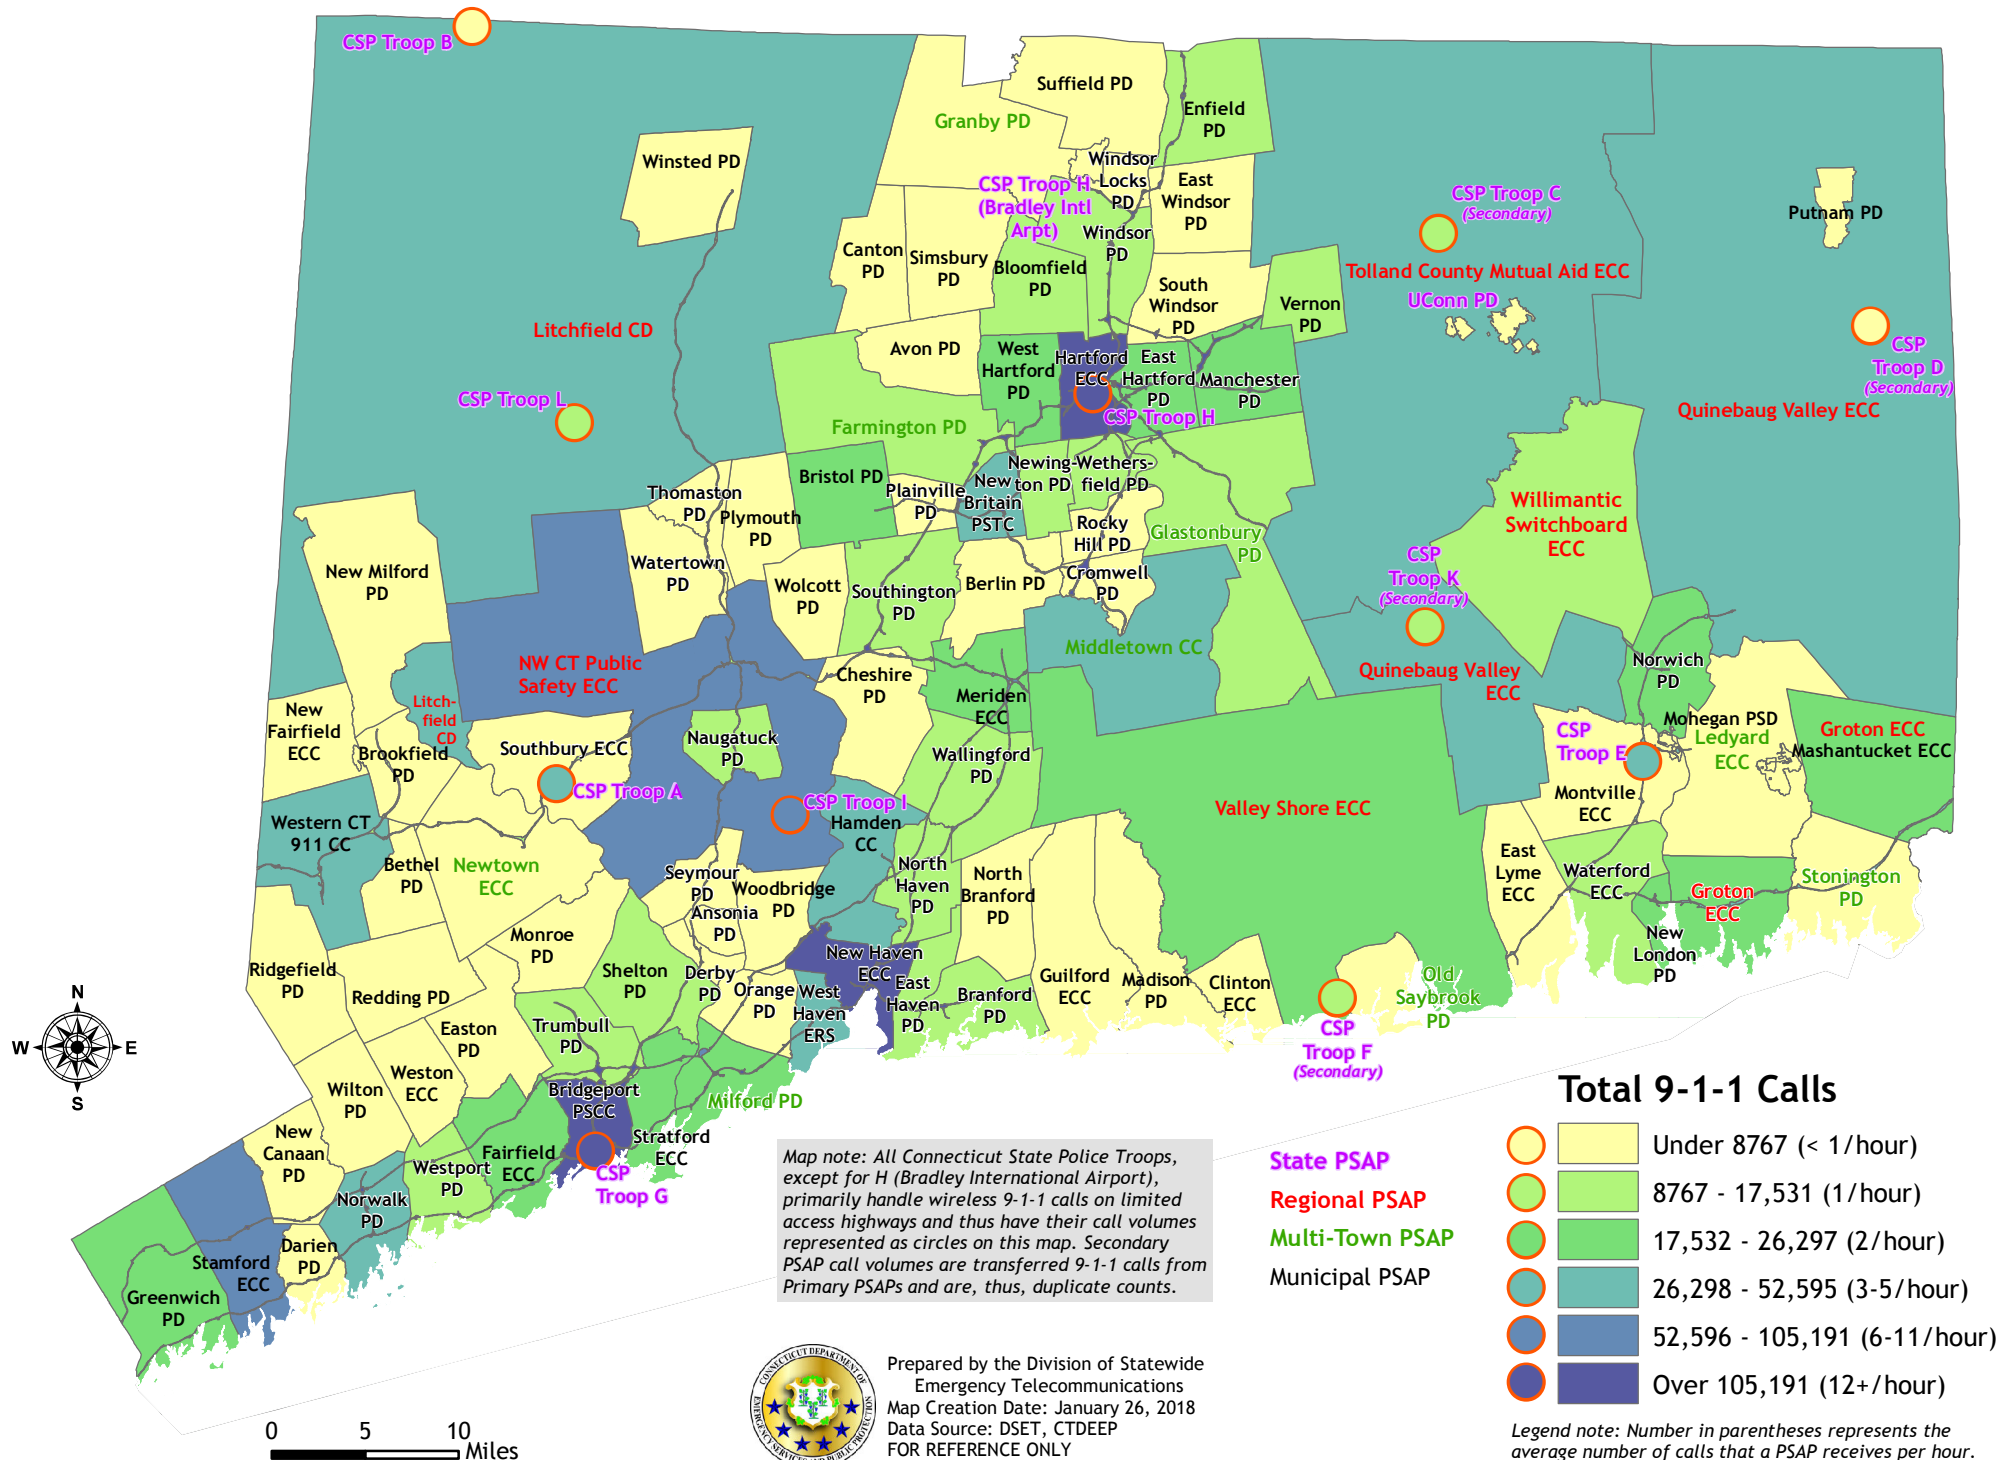 CSP Troop B
Suffield PD
Granby PD
Enfield
PD
Winsted PD
Windsor
Locks
PD
East
Windsor
PD
CSP Troop H
(Bradley Intl
Arpt)
CSP Troop C
(Secondary)
Putnam PD
Windsor
PD
Canton
PD
Simsbury
PD
Bloomfield
PD
Tolland County Mutual Aid ECC
UConn PD
South
Windsor
PD
Vernon
PD
Litchfield CD
Avon PD
West
Hartford
PD
Hartford
ECC
East
Hartford
PD
Manchester
PD
CSP
Troop D
(Secondary)
CSP Troop L
CSP Troop H
Quinebaug Valley ECC
Farmington PD
Bristol PD
Plainville
PD
New
Britain
PSTC
Newing-
ton PD
Wethers-
field PD
Thomaston
PD
Plymouth
PD
Rocky
Hill PD
Glastonbury
PD
Willimantic
Switchboard
ECC
New Milford
PD
Watertown
PD
Wolcott
PD
Southington
PD
Berlin PD
Cromwell
PD
CSP
Troop K
(Secondary)
Middletown CC
NW CT Public
Safety ECC
Cheshire
PD
Quinebaug Valley
ECC
Norwich
PD
Litch-
field
CD
Meriden
ECC
New
Fairfield
ECC
Brookfield
PD
Southbury ECC
Naugatuck
PD
Wallingford
PD
CSP
Troop E
Mohegan PSD
Ledyard
ECC
Groton ECC
Mashantucket ECC
CSP Troop A
CSP Troop I
Hamden
CC
Valley Shore ECC
Montville
ECC
Western CT
911 CC
Bethel
PD
Newtown
ECC
Seymour
PD
Woodbridge
PD
North
Haven
PD
North
Branford
PD
East
Lyme
ECC
Waterford
ECC
Groton
ECC
Stonington
PD
Ansonia
PD
Monroe
PD
New
London
PD
Ridgefield
PD
Redding PD
Shelton
PD
Derby
PD
Orange
PD
New Haven
ECC
West
Haven
ERS
East
Haven
PD
Branford
PD
Guilford
ECC
Madison
PD
Clinton
ECC
Old
Saybrook
PD
CSP
Troop F
(Secondary)
Easton
PD
Trumbull
PD
Weston
ECC
Wilton
PD
Bridgeport
PSCC
Milford PD
New
Canaan
PD
Westport
PD
Fairfield
ECC
Stratford
ECC
CSP
Troop G
Norwalk
PD
Darien
PD
Stamford
ECC
Greenwich
PD
N
W
E
S
Map note: All Connecticut State Police Troops,
except for H (Bradley International Airport),
primarily handle wireless 9-1-1 calls on limited
access highways and thus have their call volumes
represented as circles on this map. Secondary
PSAP call volumes are transferred 9-1-1 calls from
Primary PSAPs and are, thus, duplicate counts.
State PSAP
Regional PSAP
Multi-Town PSAP
Municipal PSAP
Total 9-1-1 Calls
Under 8767 (< 1/hour)
8767 - 17,531 (1/hour)
17,532 - 26,297 (2/hour)
26,298 - 52,595 (3-5/hour)
52,596 - 105,191 (6-11/hour)
Over 105,191 (12+/hour)
Legend note: Number in parentheses represents the
average number of calls that a PSAP receives per hour.
CONNECTICUT DEPARTMENT OF
EMERGENCY SERVICES AND PUBLIC PROTECTION
Prepared by the Division of Statewide
Emergency Telecommunications
Map Creation Date: January 26, 2018
Data Source: DSET, CTDEEP
FOR REFERENCE ONLY
0 5 10
Miles